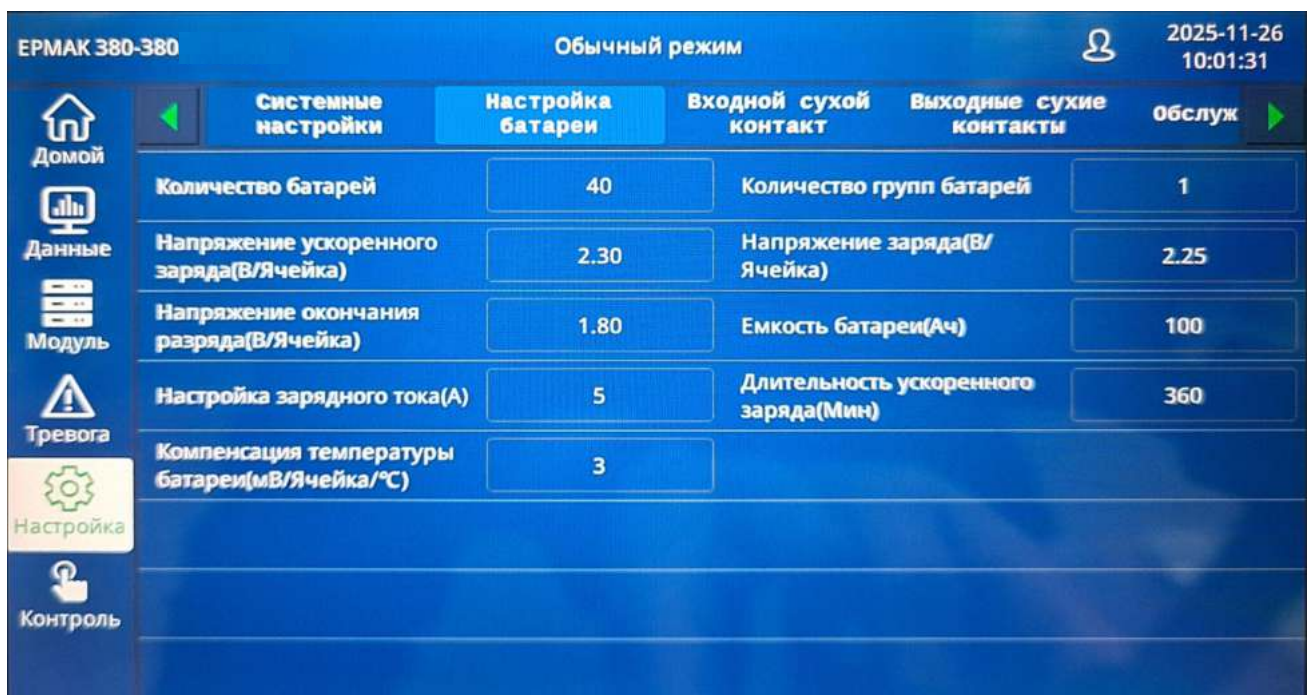 ЕРМАК 380-380
Обычный режим
2025-11-26
10:01:31
Домой
Данные
Модуль
Тревога
Настройка
Контроль
Системные
настройки
Настройка
батареи
Входной сухой
контакт
Выходные сухие
контакты
Обслуж
Количество батарей
40
Количество групп батарей
1
Напряжение ускоренного
заряда(В/Ячейка)
2.30
Напряжение заряда(В/
Ячейка)
2.25
Напряжение окончания
разряда(В/Ячейка)
1.80
Емкость батареи(Ач)
100
Настройка зарядного тока(А)
5
Длительность ускоренного
заряда(Мин)
360
Компенсация температуры
батареи(мВ/Ячейка/°C)
3